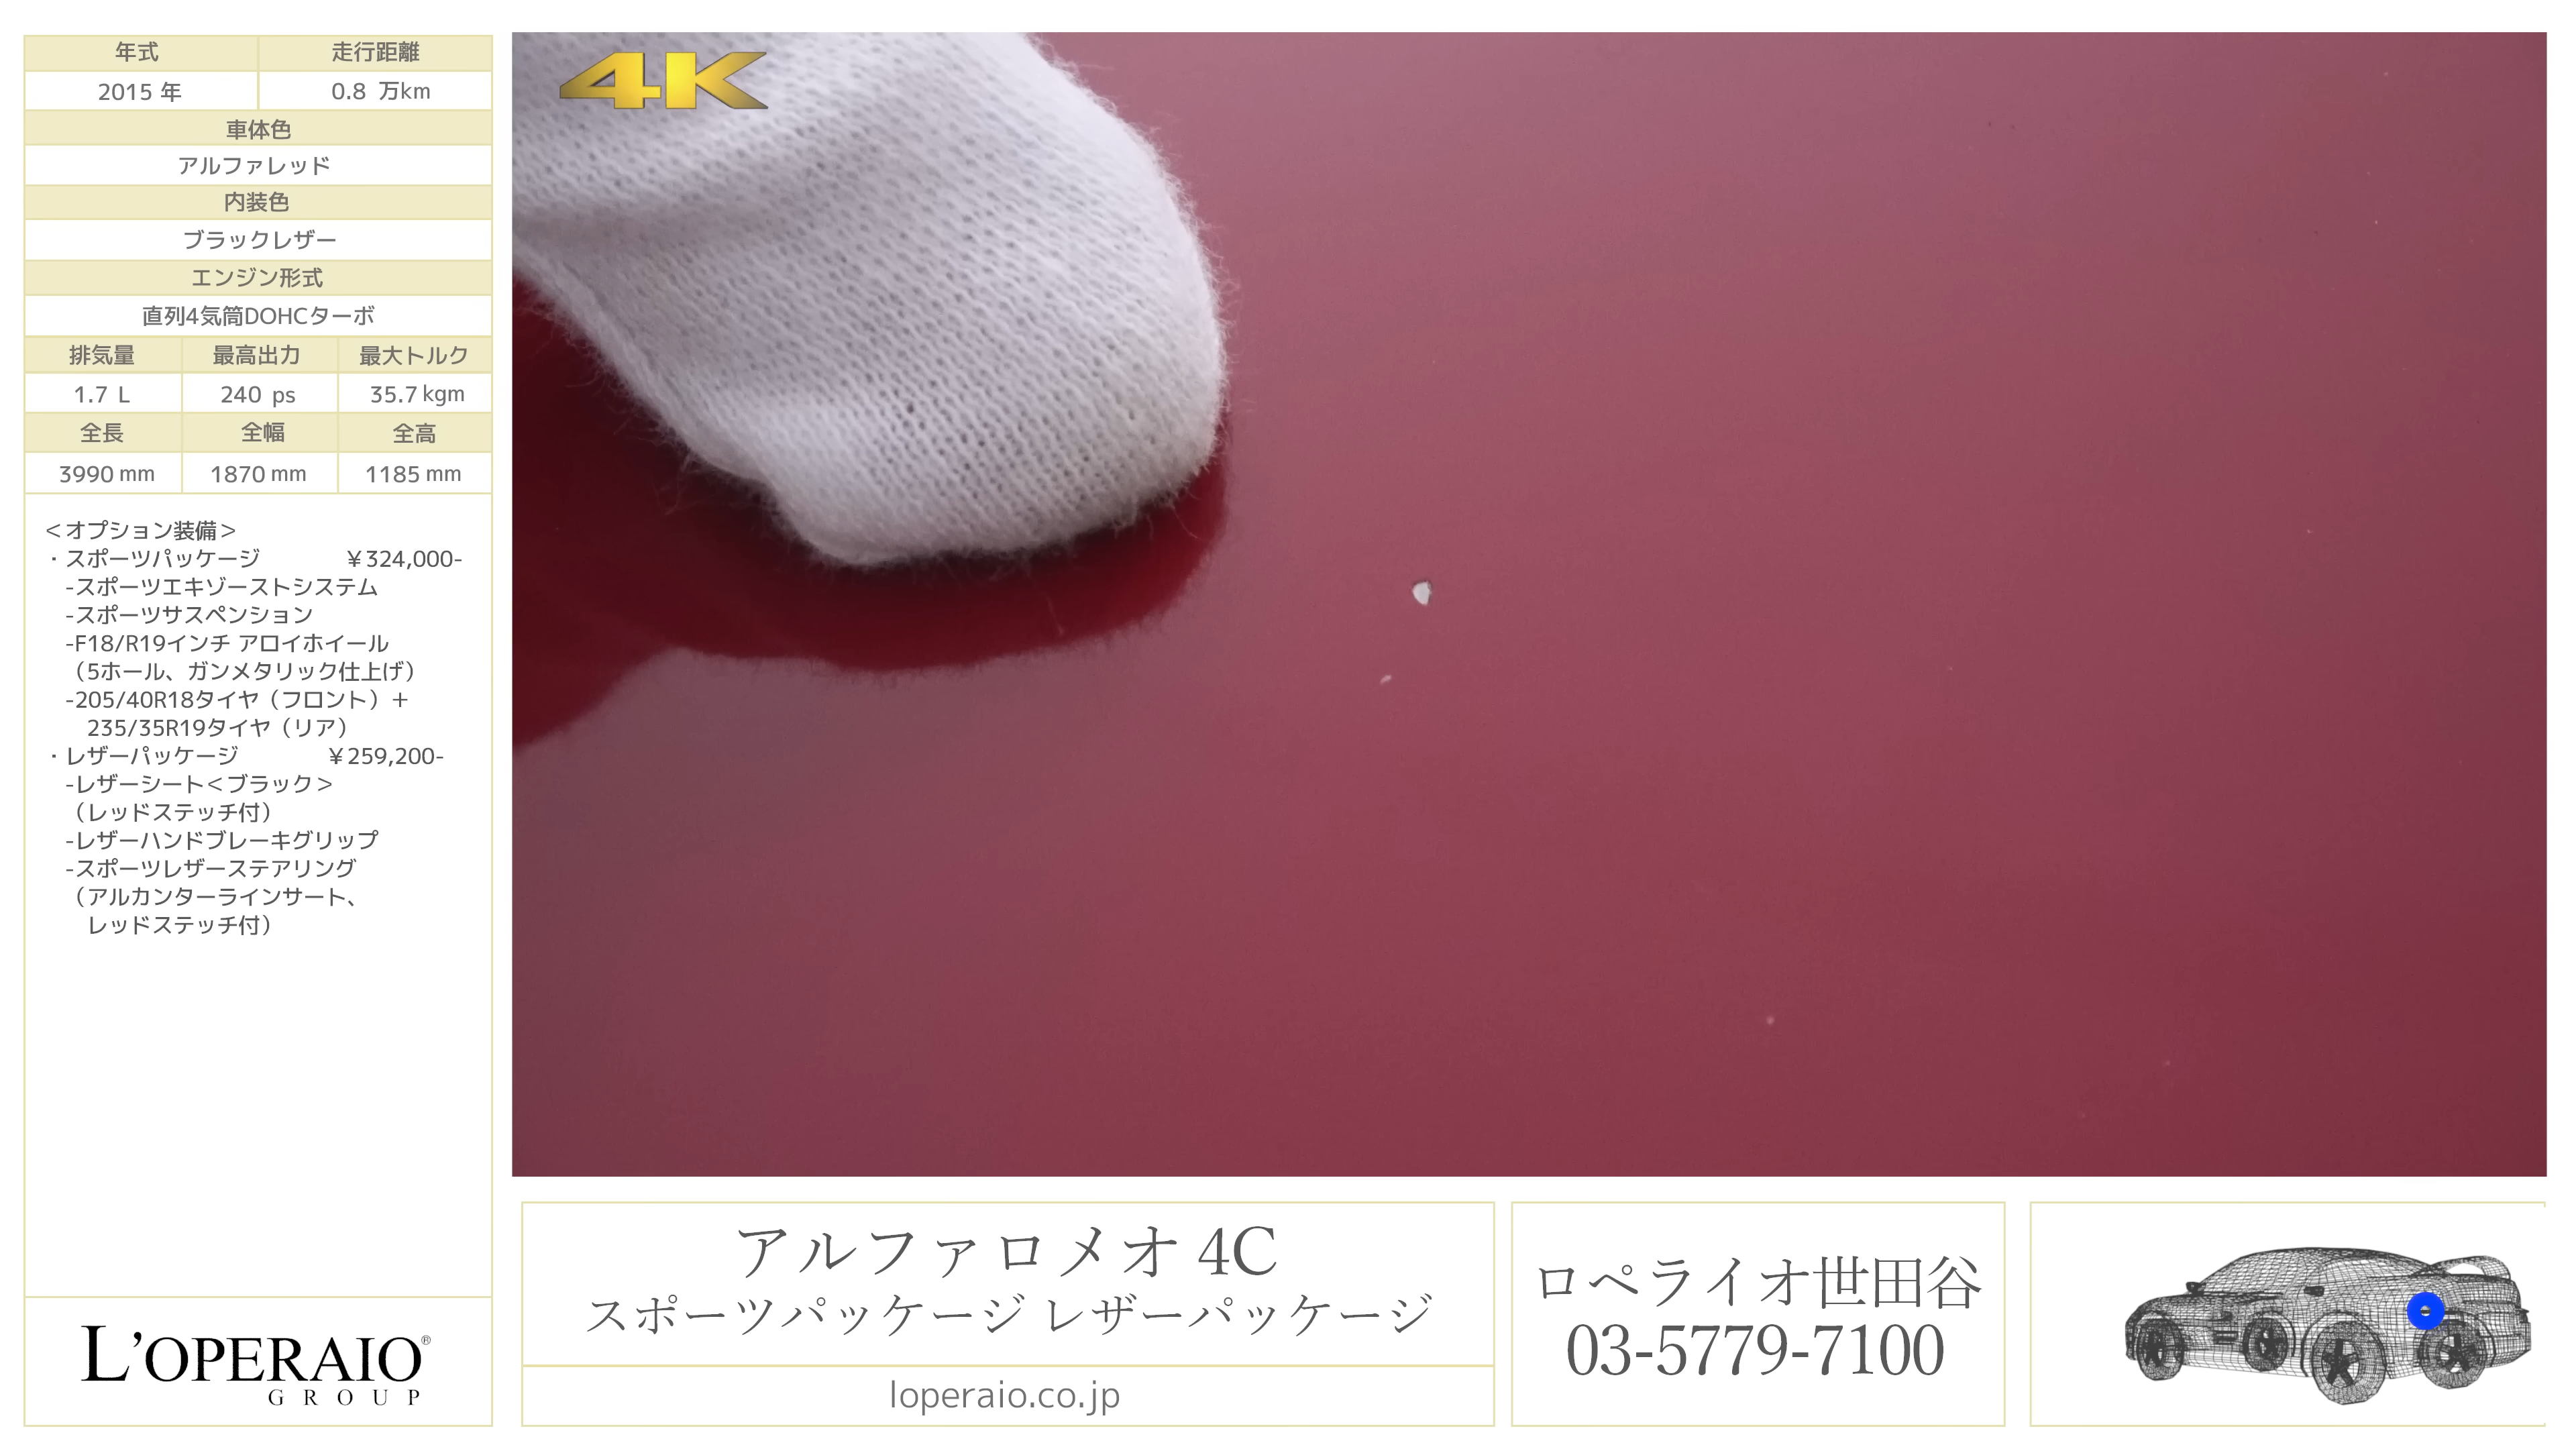 年式 走行距離
2015 年 0.8 万km
車体色
アルファレッド
内装色
ブラックレザー
エンジン形式
直列4気筒DOHCターボ
排気量 最高出力 最大トルク
1.7 L 240 ps 35.7 kgm
全長 全幅 全高
3990 mm 1870 mm 1185 mm
＜オプション装備＞
・スポーツパッケージ ￥324,000-
-スポーツエキゾーストシステム
-スポーツサスペンション
-F18/R19インチ アロイホイール
（5ホール、ガンメタリック仕上げ）
-205/40R18タイヤ（フロント）＋
235/35R19タイヤ（リア）
・レザーパッケージ ￥259,200-
-レザーシート＜ブラック＞
（レッドステッチ付）
-レザーハンドブレーキグリップ
-スポーツレザーステアリング
（アルカンターラインサート、
レッドステッチ付）
L'OPERAIO®
GROUP
4K
アルファロメオ 4C
スポーツパッケージ レザーパッケージ
loperaio.co.jp
ロペライオ世田谷
03-5779-7100